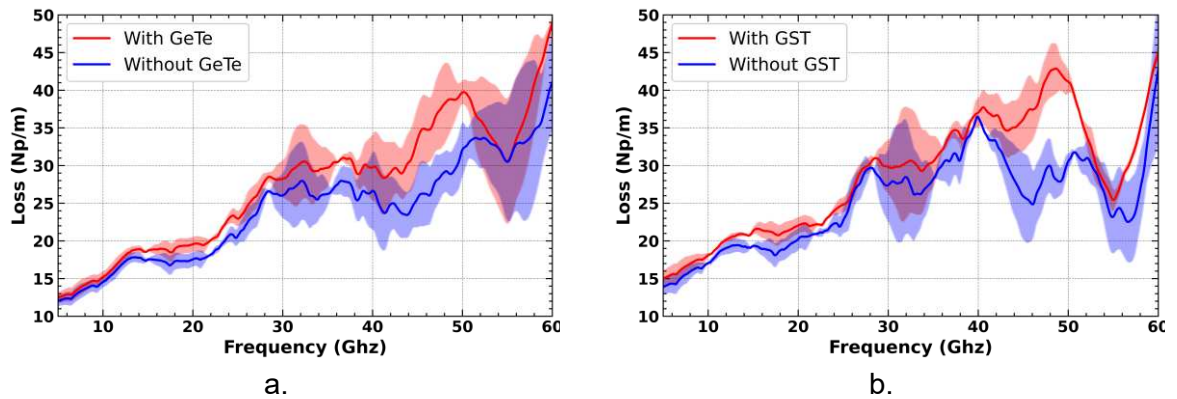 50
45
40
35
30
25
20
15
10
Loss (Np/m)
With GeTe
Without GeTe
10 20 30 40 50 60
Frequency (Ghz)
a.
50
45
40
35
30
25
20
15
10
Loss (Np/m)
With GST
Without GST
10 20 30 40 50 60
Frequency (Ghz)
b.